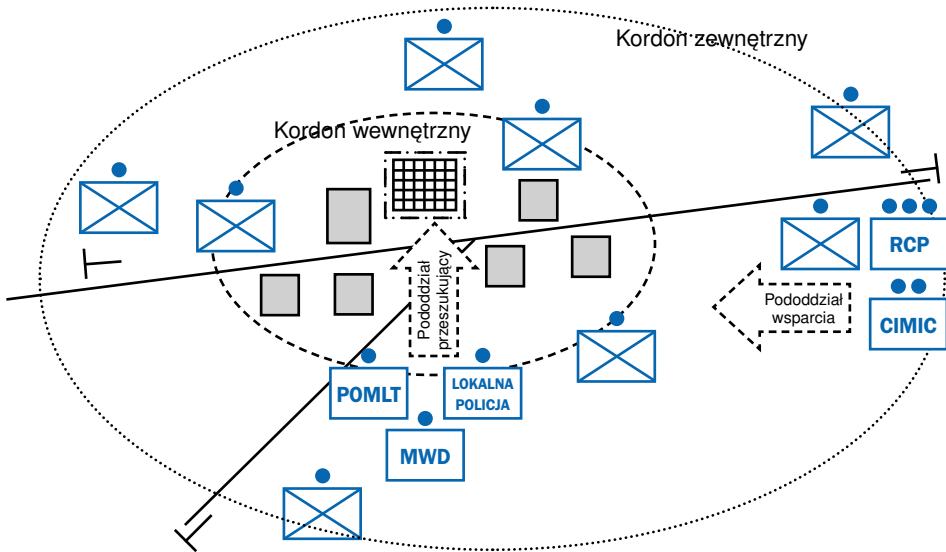 Kordon zewnętrzny
Kordon wewnętrzny
RCP
Pododdział
przeszukujący
Pododdział
wsparcia
CIMIC
POMLT
LOKALNA
POLICJA
MWD